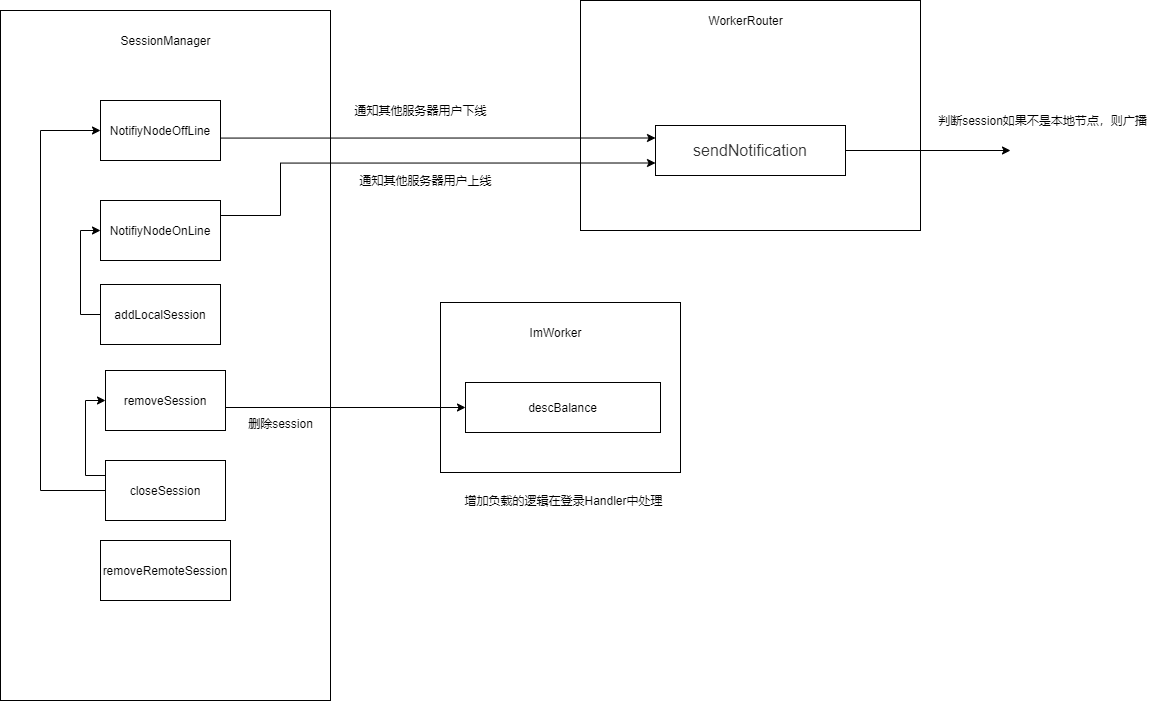 SessionManager
NotifiyNodeOffLine
NotifiyNodeOnLine
addLocalSession
removeSession
closeSession
removeRemoteSession
通知其他服务器用户下线
通知其他服务器用户上线
删除session
WorkerRouter
sendNotification
判断session如果不是本地节点，则广播
ImWorker
descBalance
增加负载的逻辑在登录Handler中处理